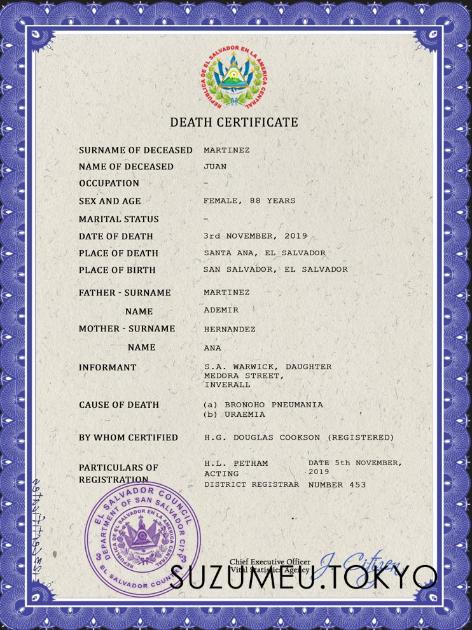 REPÚBLICA DE EL SALVADOR EN LA AMÉRICA CENTRAL
DEATH CERTIFICATE
SURNAME OF DECEASED MARTINEZ
NAME OF DECEASED JUAN
OCCUPATION –
SEX AND AGE FEMALE, 88 YEARS
MARITAL STATUS –
DATE OF DEATH 3rd NOVEMBER, 2019
PLACE OF DEATH SANTA ANA, EL SALVADOR
PLACE OF BIRTH SAN SALVADOR, EL SALVADOR
FATHER - SURNAME MARTINEZ
NAME ADEMIR
MOTHER - SURNAME HERNANDEZ
NAME ANA
INFORMANT S.A. WARWICK, DAUGHTER
MEDORA STREET,
INVERALL
CAUSE OF DEATH (a) BRONOHO PNEUMANIA
(b) URAEMIA
BY WHOM CERTIFIED H.G. DOUGLAS COOKSON (REGISTERED)
PARTICULARS OF
REGISTRATION
H.L. PETHAM DATE 5th NOVEMBER,
ACTING 2019
DISTRICT REGISTRAR NUMBER 453
EL SALVADOR COUNCIL
DEPARTMENT OF SAN SALVADOR CITY
EL SALVADOR COUNCIL
Chief Executive Officer
Vital Statistics Agency
J Citizen
SUZUMEU.TOKYO